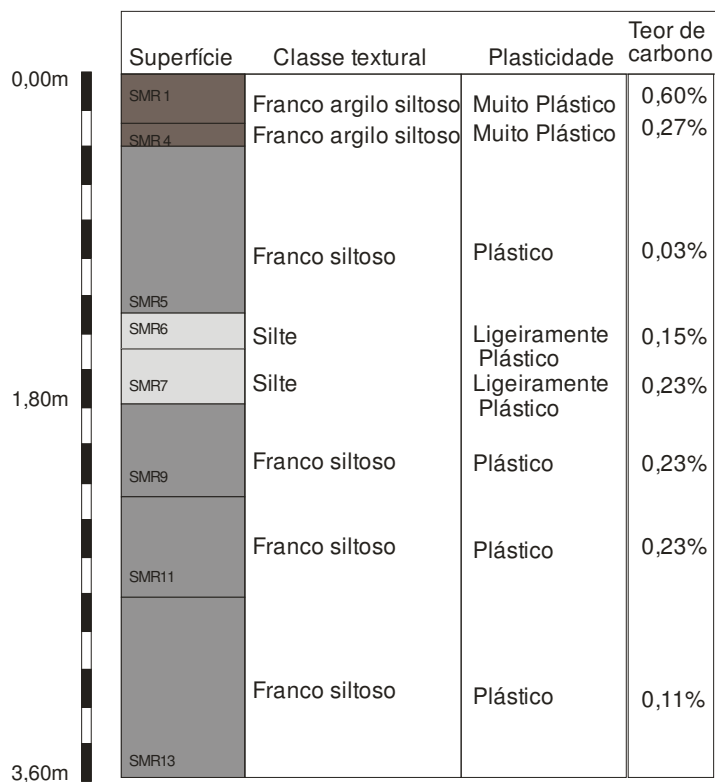 Superfície Classe textural Plasticidade Teor de carbono
0,00m
SMR 1 Franco argilo siltoso Muito Plástico 0,60%
SMR 4 Franco argilo siltoso Muito Plástico 0,27%
SMR5 Franco siltoso Plástico 0,03%
SMR6 Silte Ligeiramente Plástico 0,15%
1,80m
SMR7 Silte Ligeiramente Plástico 0,23%
SMR9 Franco siltoso Plástico 0,23%
SMR11 Franco siltoso Plástico 0,23%
SMR13 Franco siltoso Plástico 0,11%
3,60m